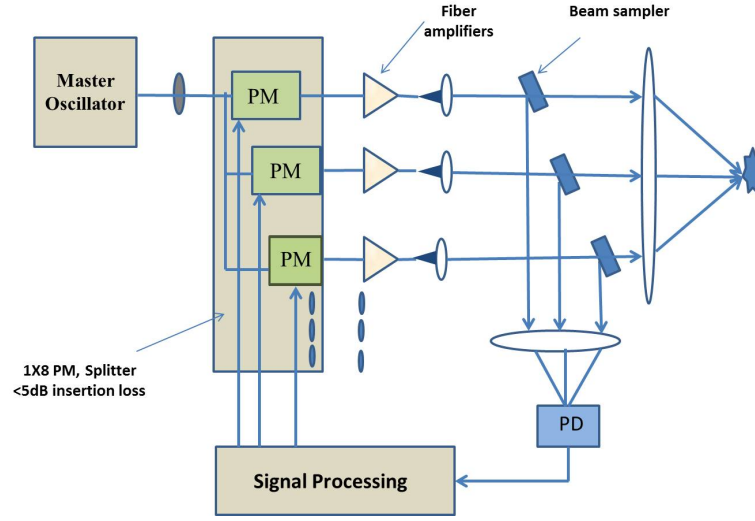 Fiber
amplifiers
Beam sampler
Master
Oscillator
PM
PM
PM
1X8 PM, Splitter
<5dB insertion loss
PD
Signal Processing